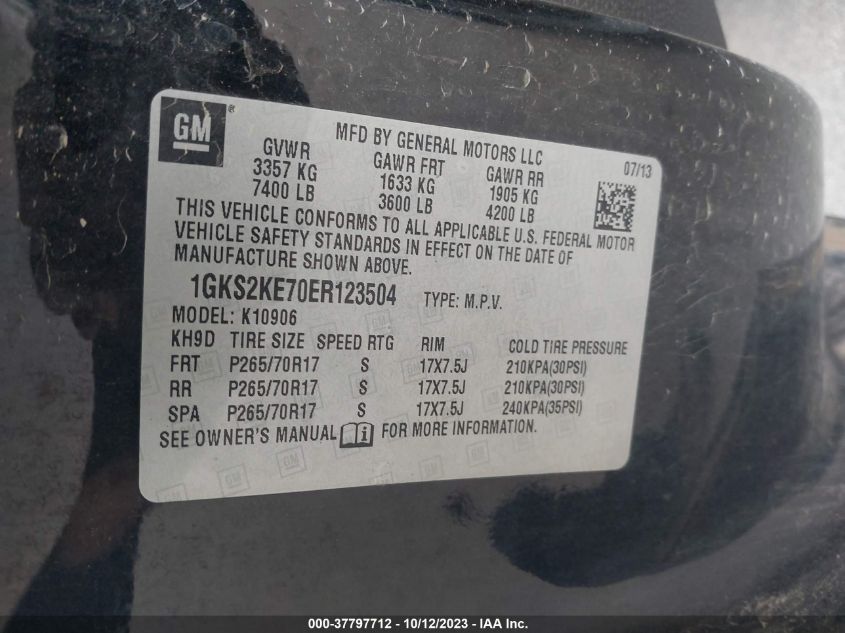 GM®
MFD BY GENERAL MOTORS LLC
07/13
GVWR GAWR FRT GAWR RR
3357 KG 1633 KG 1905 KG
7400 LB 3600 LB 4200 LB
THIS VEHICLE CONFORMS TO ALL APPLICABLE U.S. FEDERAL MOTOR
VEHICLE SAFETY STANDARDS IN EFFECT ON THE DATE OF
MANUFACTURE SHOWN ABOVE.
1GKS2KE70ER123504 TYPE: M.P.V.
MODEL: K10906
KH9D TIRE SIZE SPEED RTG RIM COLD TIRE PRESSURE
FRT P265/70R17 S 17X7.5J 210KPA(30PSI)
RR P265/70R17 S 17X7.5J 210KPA(30PSI)
SPA P265/70R17 S 17X7.5J 240KPA(35PSI)
SEE OWNER'S MANUAL i FOR MORE INFORMATION.
000-37797712 - 10/12/2023 - IAA Inc.